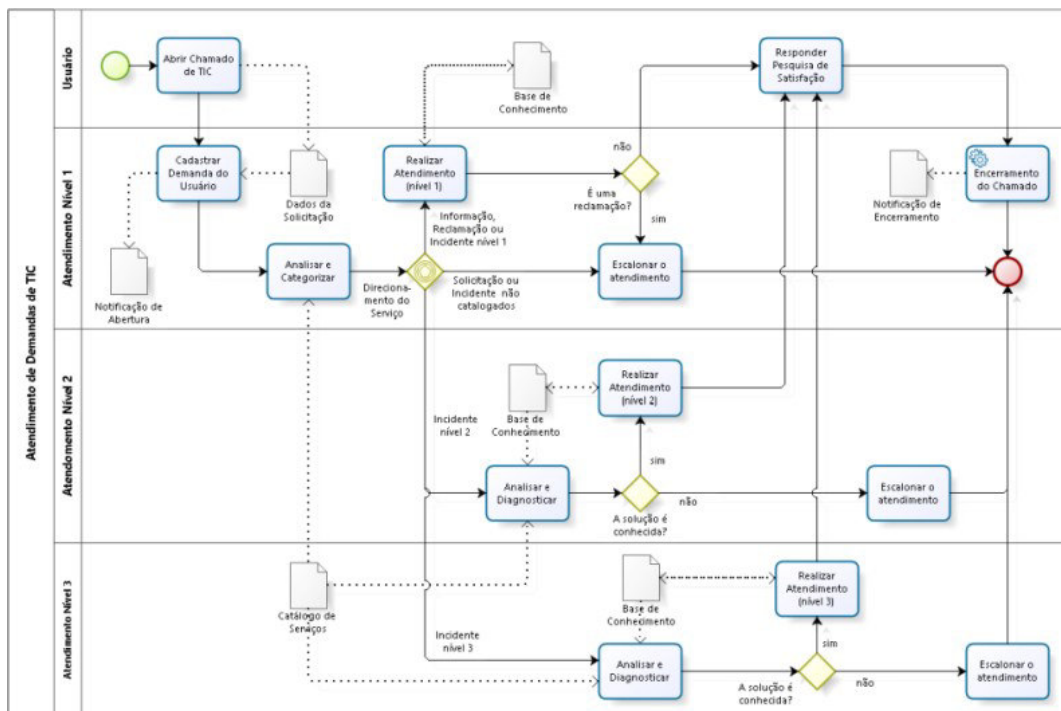 Atendimento de Demandas de TIC
Usuário
Abrir Chamado
de TIC
Base de
Conhecimento
Responder
Pesquisa de
Satisfação
Atendimento Nível 1
Cadastrar
Demanda do
Usuário
Dados da
Solicitação
Notificação de
Abertura
Analisar e
Categorizar
Realizar
Atendimento
(nível 1)
Informação,
Reclamação ou
Incidente nível 1
Direciona-
mento do
Serviço
Solicitação ou
Incidente não
catalogados
não
É uma
reclamação?
sim
Escalonar o
atendimento
Notificação de
Encerramento
Encerramento
do Chamado
Atendomento Nível 2
Incidente
nível 2
Base de
Conhecimento
Realizar
Atendimento
(nível 2)
sim
Analisar e
Diagnosticar
não
A solução é
conhecida?
Escalonar o
atendimento
Atendimento Nível 3
Catálogo de
Serviços
Incidente
nível 3
Base de
Conhecimento
Realizar
Atendimento
(nível 3)
sim
Analisar e
Diagnosticar
A solução é
conhecida?
não
Escalonar o
atendimento